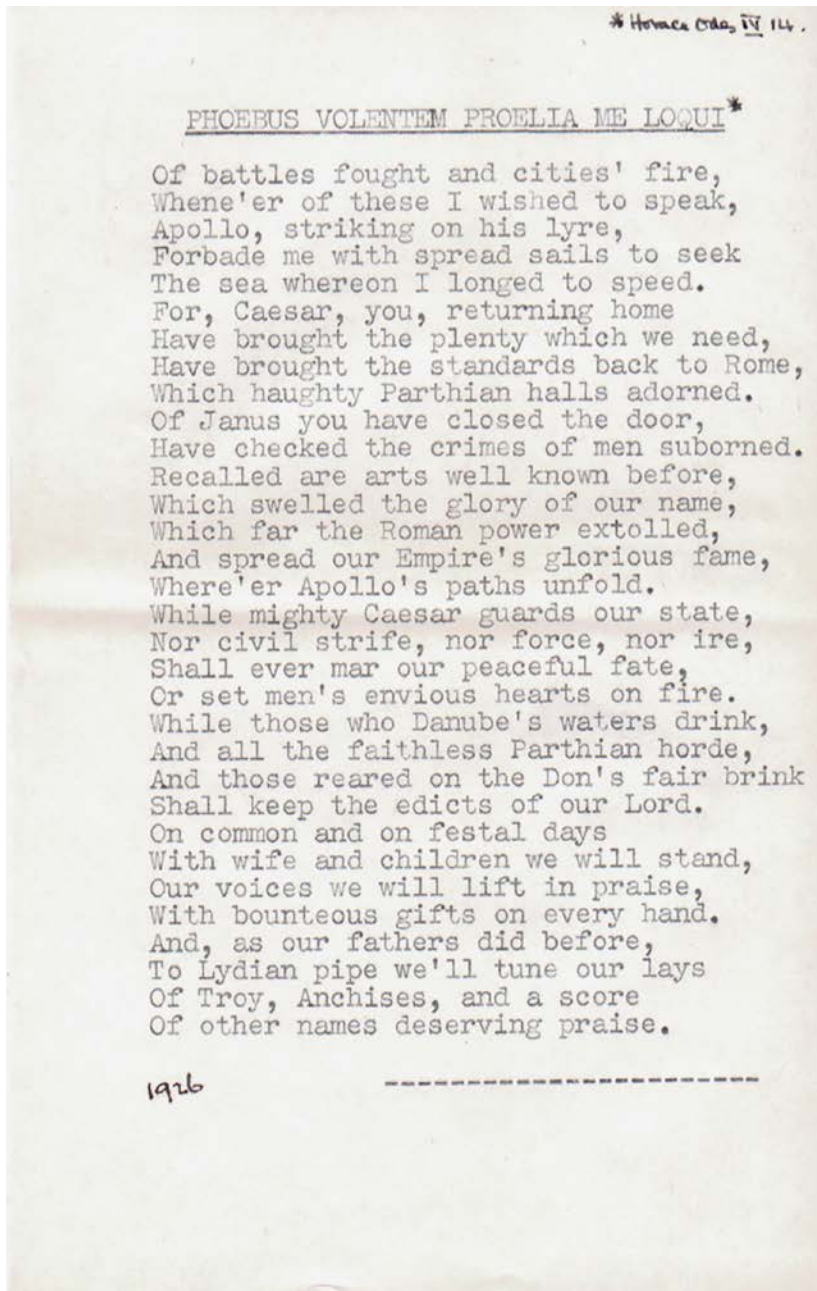 * Horace Odes IV 14.
PHOEBUS VOLENTEM PROELIA ME LOQUI*
Of battles fought and cities' fire,
Whene'er of these I wished to speak,
Apollo, striking on his lyre,
Forbade me with spread sails to seek
The sea whereon I longed to speed.
For, Caesar, you, returning home
Have brought the plenty which we need,
Have brought the standards back to Rome,
Which haughty Parthian halls adorned.
Of Janus you have closed the door,
Have checked the crimes of men suborned.
Recalled are arts well known before,
Which swelled the glory of our name,
Which far the Roman power extolled,
And spread our Empire's glorious fame,
Where'er Apollo's paths unfold.
While mighty Caesar guards our state,
Nor civil strife, nor force, nor ire,
Shall ever mar our peaceful fate,
Or set men's envious hearts on fire.
While those who Danube's waters drink,
And all the faithless Parthian horde,
And those reared on the Don's fair brink
Shall keep the edicts of our Lord.
On common and on festal days
With wife and children we will stand,
Our voices we will lift in praise,
With bounteous gifts on every hand.
And, as our fathers did before,
To Lydian pipe we'll tune our lays
Of Troy, Anchises, and a score
Of other names deserving praise.
1926 -------------------------